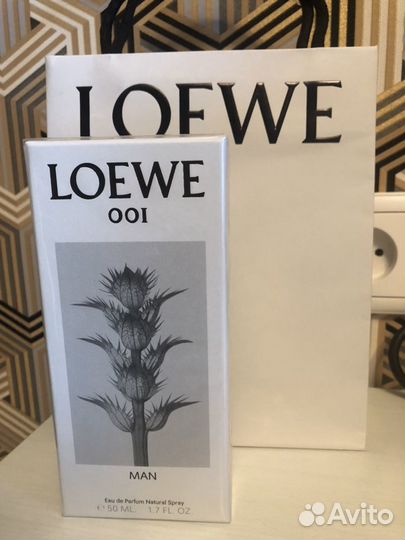 LOEWE
LOEWE
001
MAN
Eau de Parfum Natural Spray
℮ 50 ML. 1.7 FL. OZ.
Avito